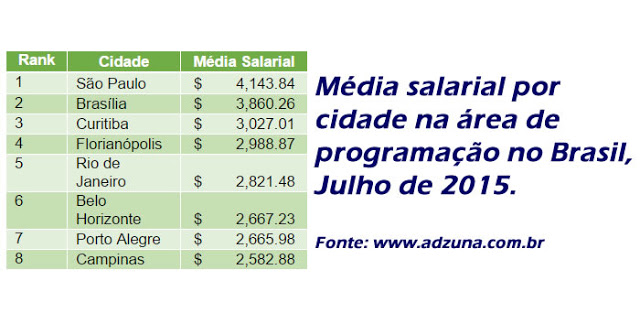 Rank Cidade Média Salarial
1 São Paulo $ 4,143.84
2 Brasília $ 3,860.26
3 Curitiba $ 3,027.01
4 Florianópolis $ 2,988.87
5 Rio de
Janeiro $ 2,821.48
6 Belo
Horizonte $ 2,667.23
7 Porto Alegre $ 2,665.98
8 Campinas $ 2,582.88
Média salarial por
cidade na área de
programação no Brasil,
Julho de 2015.
Fonte: www.adzuna.com.br